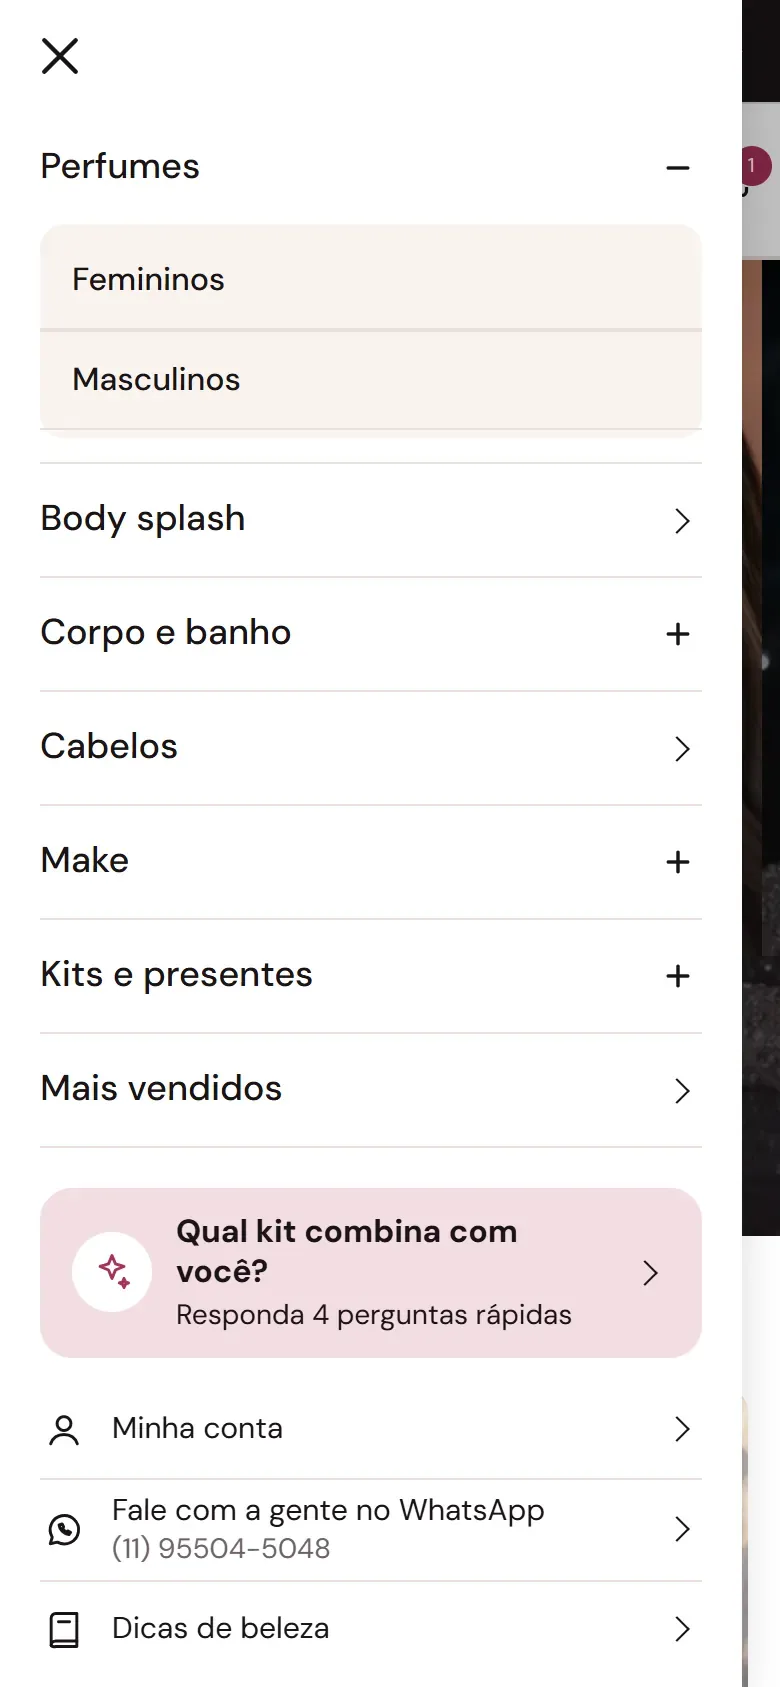 Perfumes
1
Femininos
Masculinos
Body splash
Corpo e banho
Cabelos
Make
Kits e presentes
Mais vendidos
Qual kit combina com
você?
Responda 4 perguntas rápidas
Minha conta
Fale com a gente no WhatsApp
(11) 95504-5048
Dicas de beleza